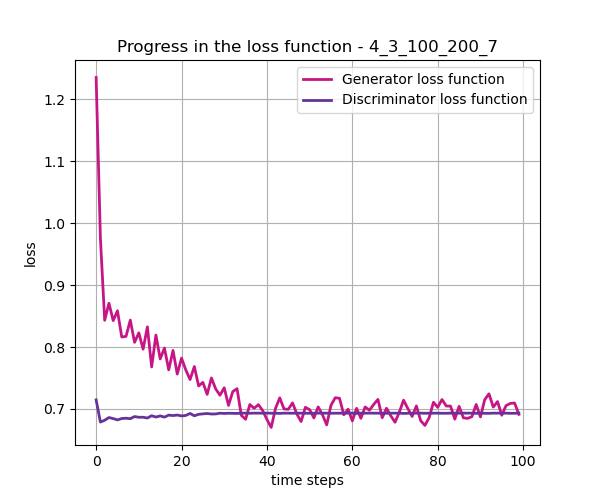 Progress in the loss function - 4_3_100_200_7
Generator loss function
Discriminator loss function
1.2
1.1
1.0
0.9
0.8
0.7
loss
0 20 40 60 80 100
time steps